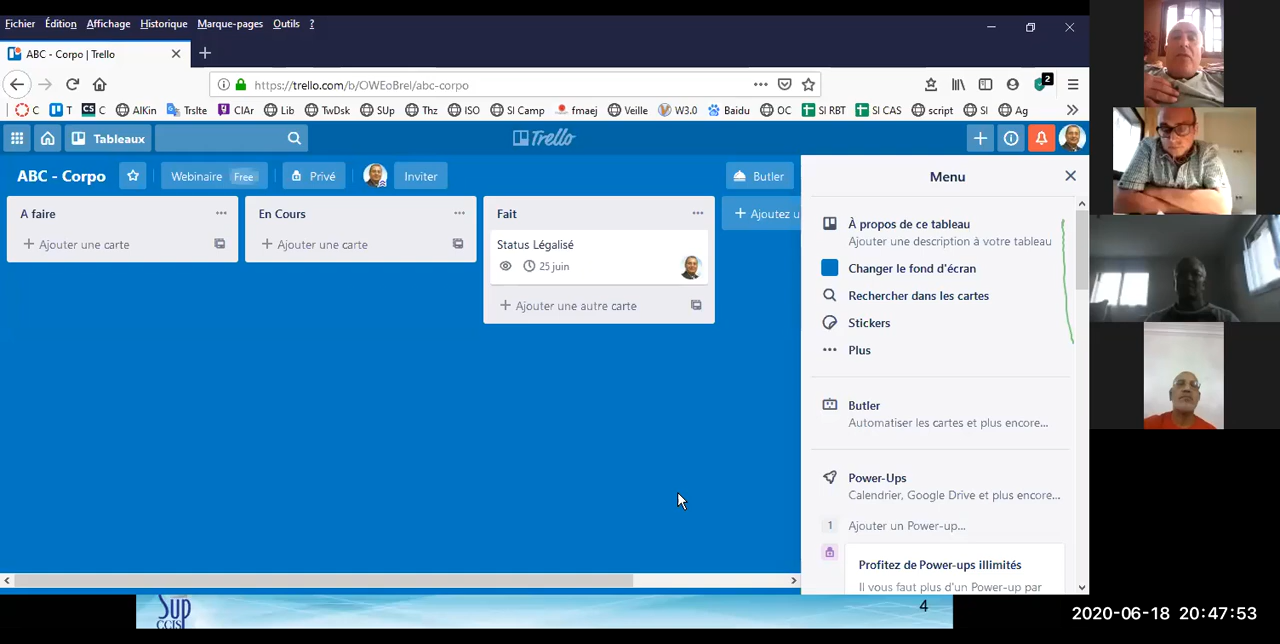 Fichier Édition Affichage Historique Marque-pages Outils ?
ABC - Corpo | Trello
https://trello.com/b/OWEoBrel/abc-corpo
2
C T C AlKin Trslte CIAr Lib TwDsk SUp Thz ISO SI Camp fmaej Veille W3.0 Baidu OC SI RBT SI CAS script SI Ag
Tableaux
Trello
ABC - Corpo
Webinaire Free
Privé
Inviter
Butler
A faire
Ajouter une carte
En Cours
Ajouter une carte
Fait
Status Légalisé
25 juin
Ajouter une autre carte
Ajoutez u
Menu
À propos de ce tableau
Ajouter une description à votre tableau
Changer le fond d'écran
Rechercher dans les cartes
Stickers
Plus
Butler
Automatiser les cartes et plus encore...
Power-Ups
Calendrier, Google Drive et plus encore...
1 Ajouter un Power-up...
Profitez de Power-ups illimités
Il vous faut plus d'un Power-up par
Sup
CCIS
4
2020-06-18 20:47:53